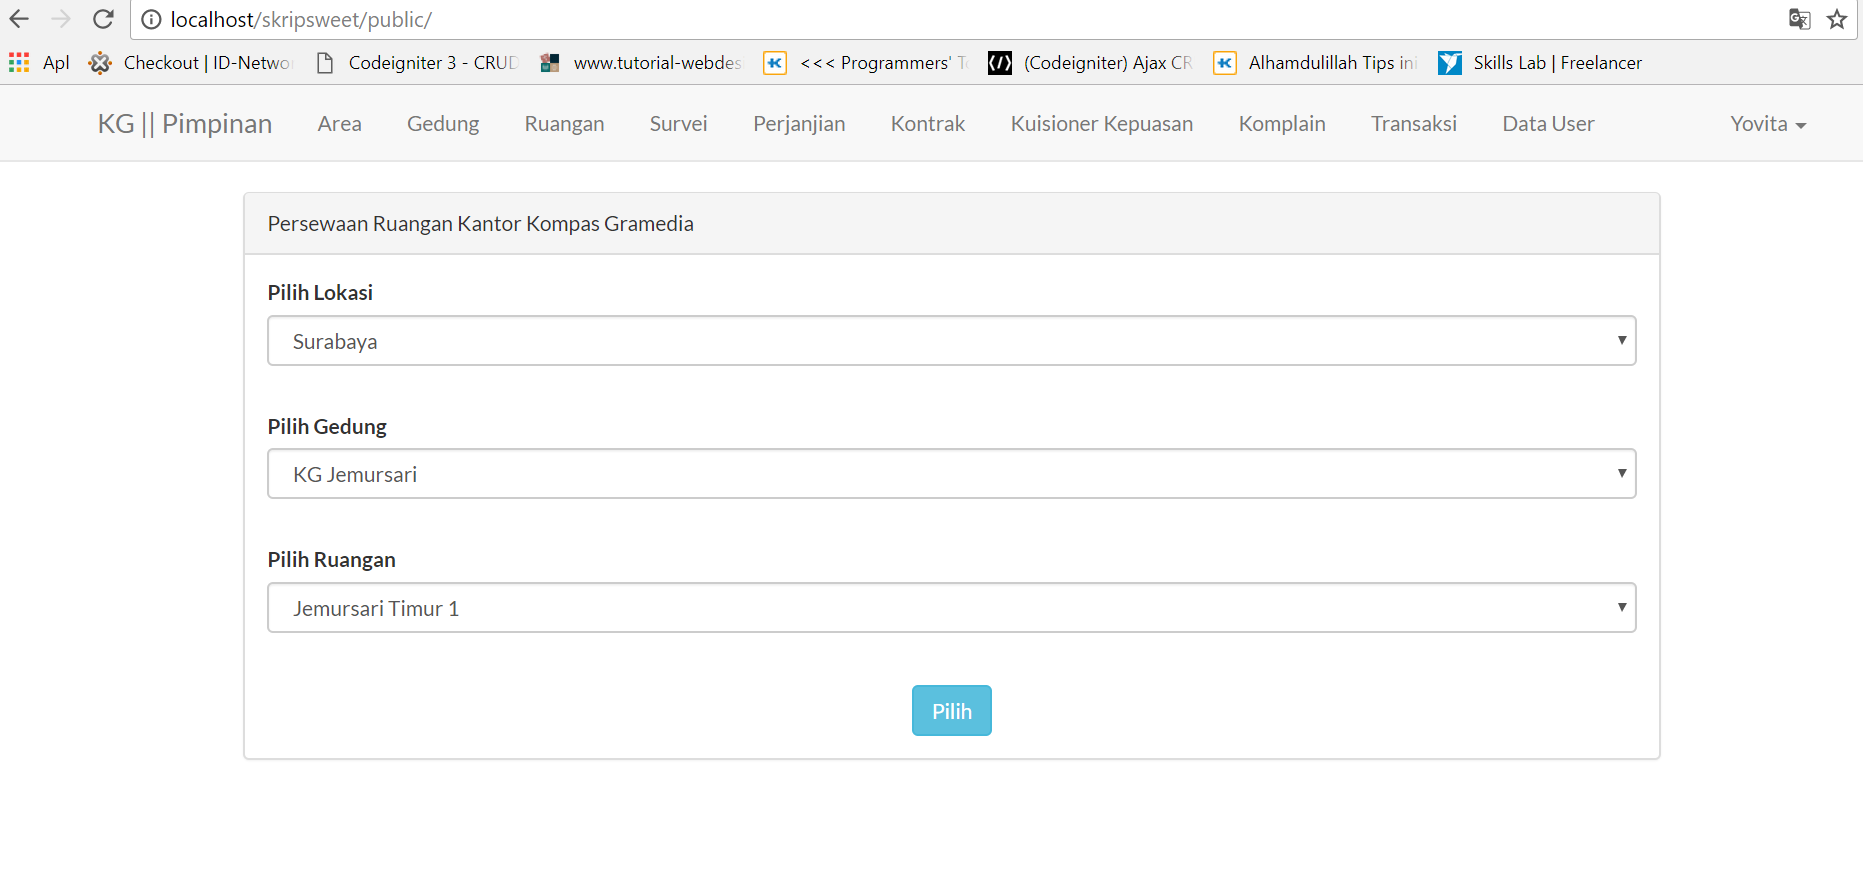 localhost/skripsweet/public/
Apl Checkout | ID-Networ Codeigniter 3 - CRUD www.tutorial-webdes <<< Programmers' To (Codeigniter) Ajax CR Alhamdulillah Tips ini Skills Lab | Freelancer
KG || Pimpinan Area Gedung Ruangan Survei Perjanjian Kontrak Kuisioner Kepuasan Komplain Transaksi Data User Yovita
Persewaan Ruangan Kantor Kompas Gramedia
Pilih Lokasi
Surabaya
Pilih Gedung
KG Jemursari
Pilih Ruangan
Jemursari Timur 1
Pilih